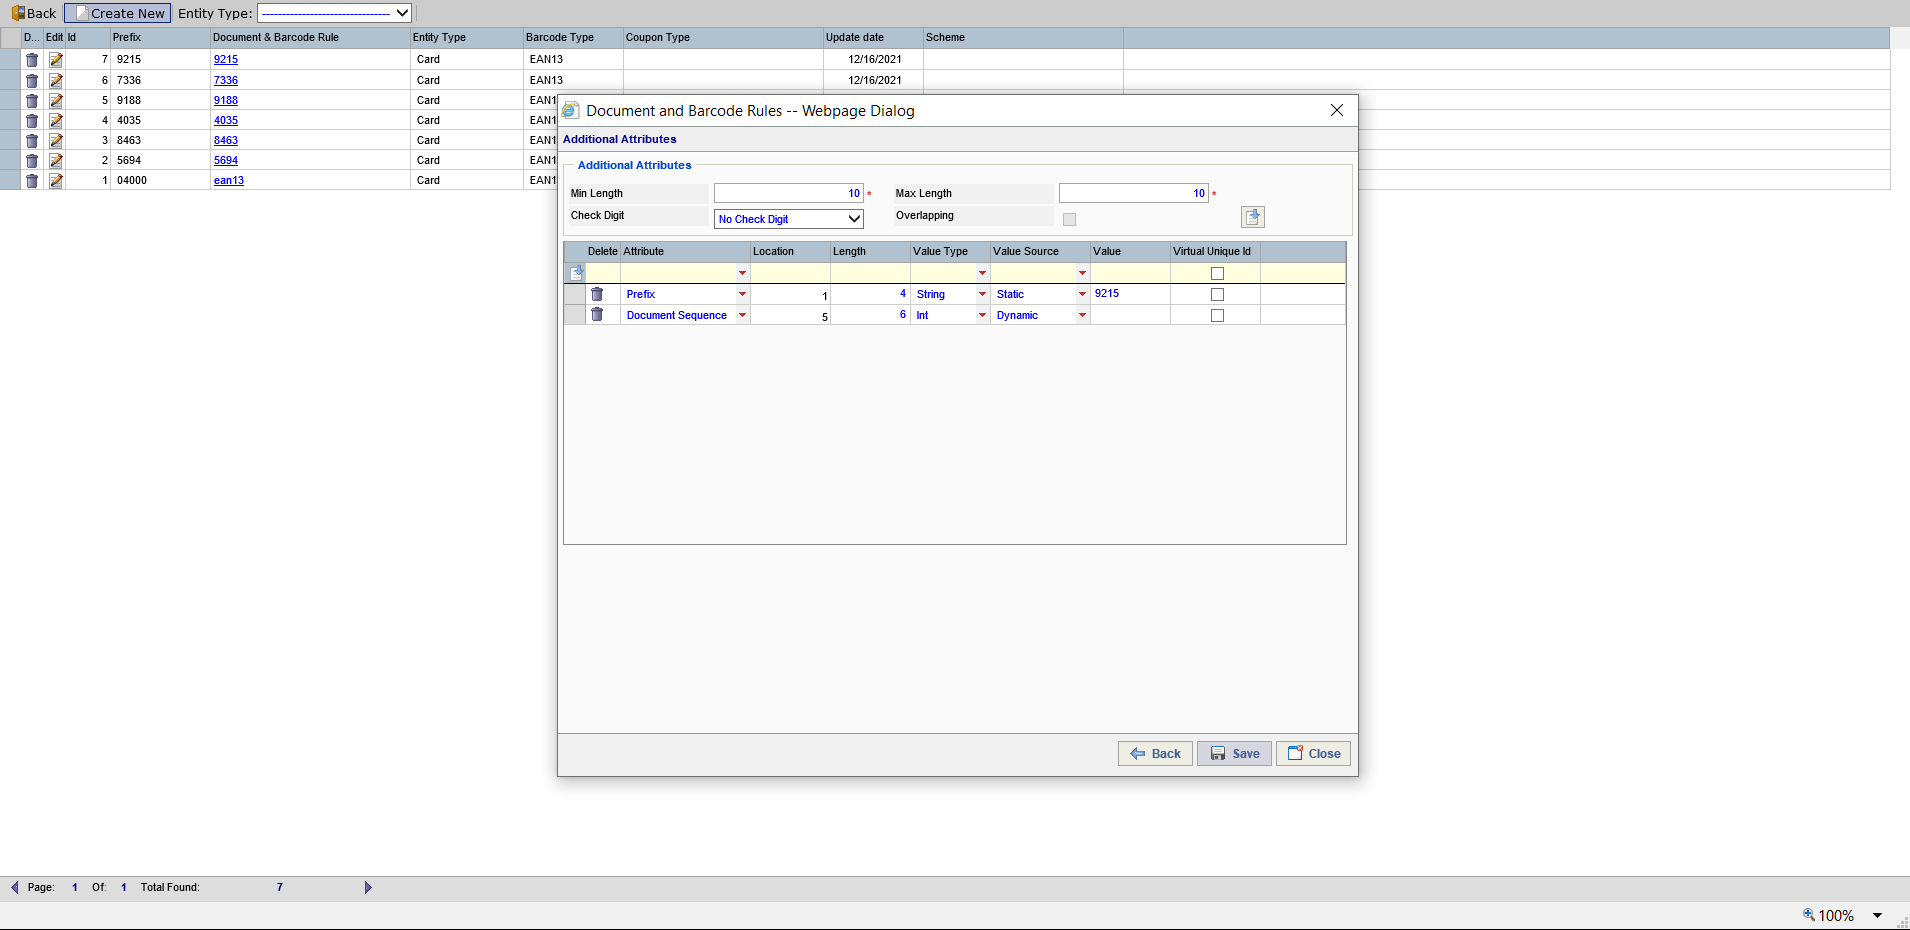 Back Create New Entity Type: --------------------------------
D... Edit Id Prefix Document & Barcode Rule Entity Type Barcode Type Coupon Type Update date Scheme
7 9215 9215 Card EAN13 12/16/2021
6 7336 7336 Card EAN13 12/16/2021
5 9188 9188 Card EAN1
4 4035 4035 Card EAN1
3 8463 8463 Card EAN1
2 5694 5694 Card EAN1
1 04000 ean13 Card EAN1
Document and Barcode Rules -- Webpage Dialog
Additional Attributes
Additional Attributes
Min Length 10 * Max Length 10 *
Check Digit No Check Digit Overlapping
Delete Attribute Location Length Value Type Value Source Value Virtual Unique Id
Prefix 1 4 String Static 9215
Document Sequence 5 6 Int Dynamic
Back Save Close
Page: 1 Of: 1 Total Found: 7
100%